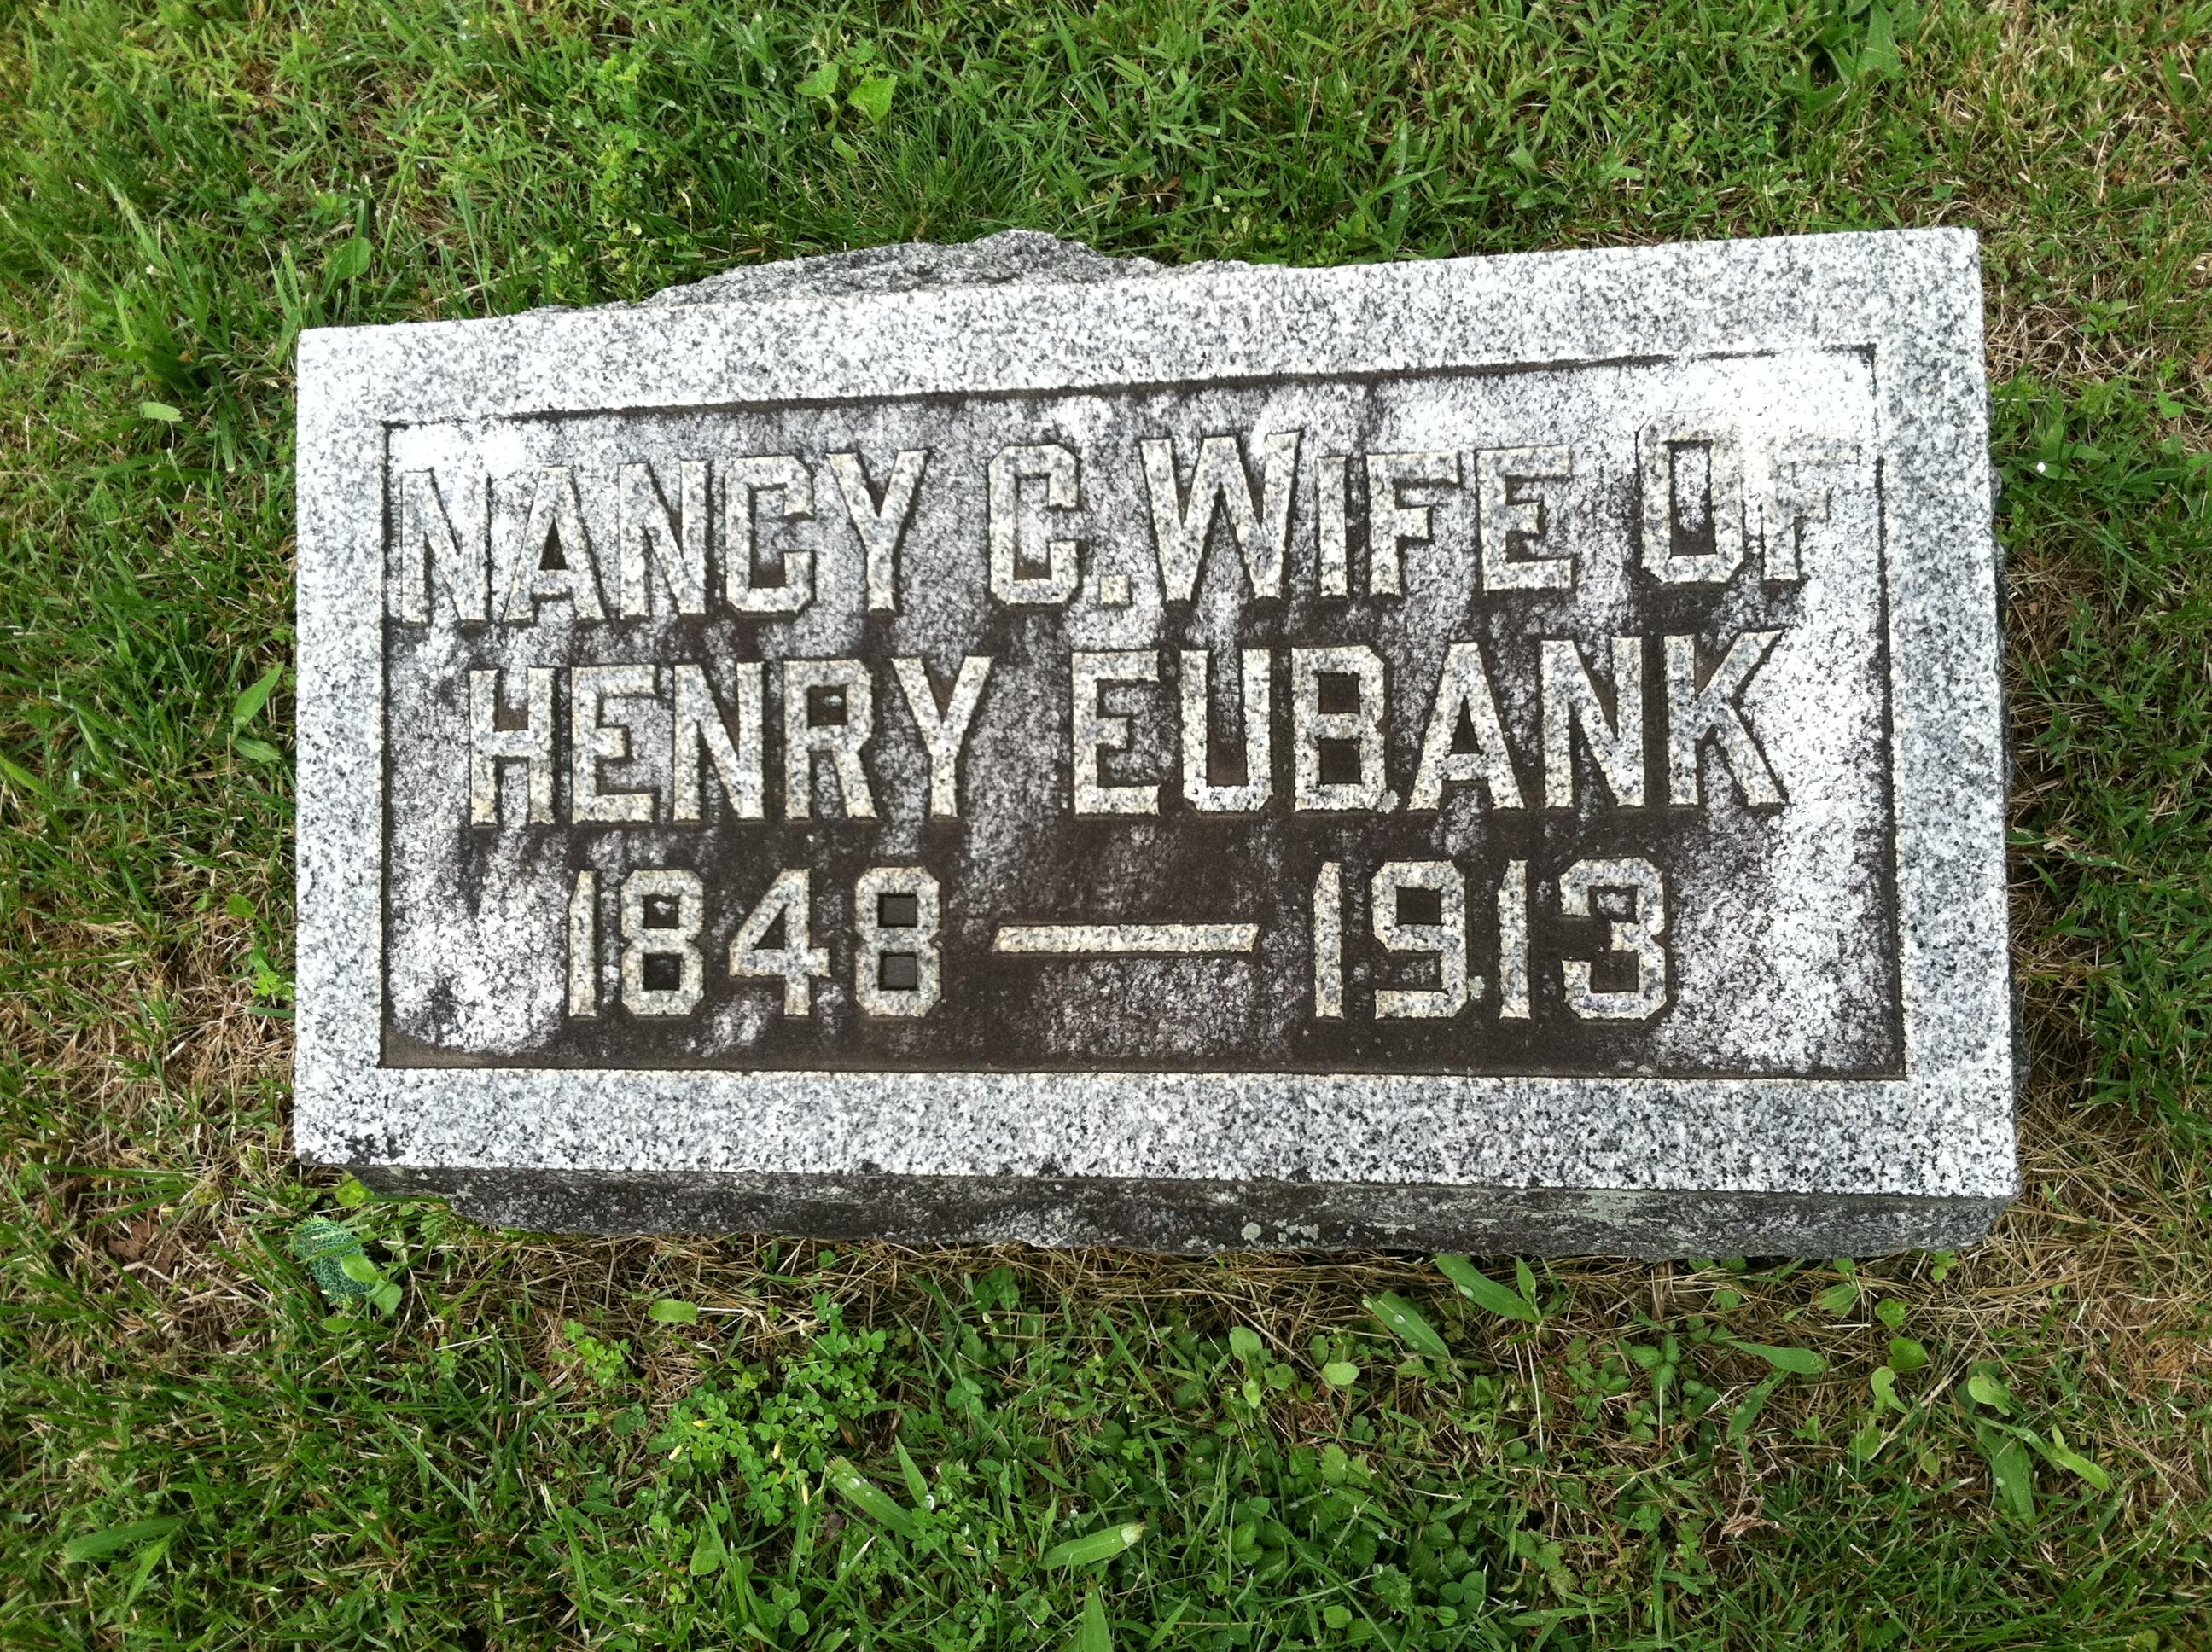 NANCY C. WIFE OF
HENRY EUBANK
1848 — 1913